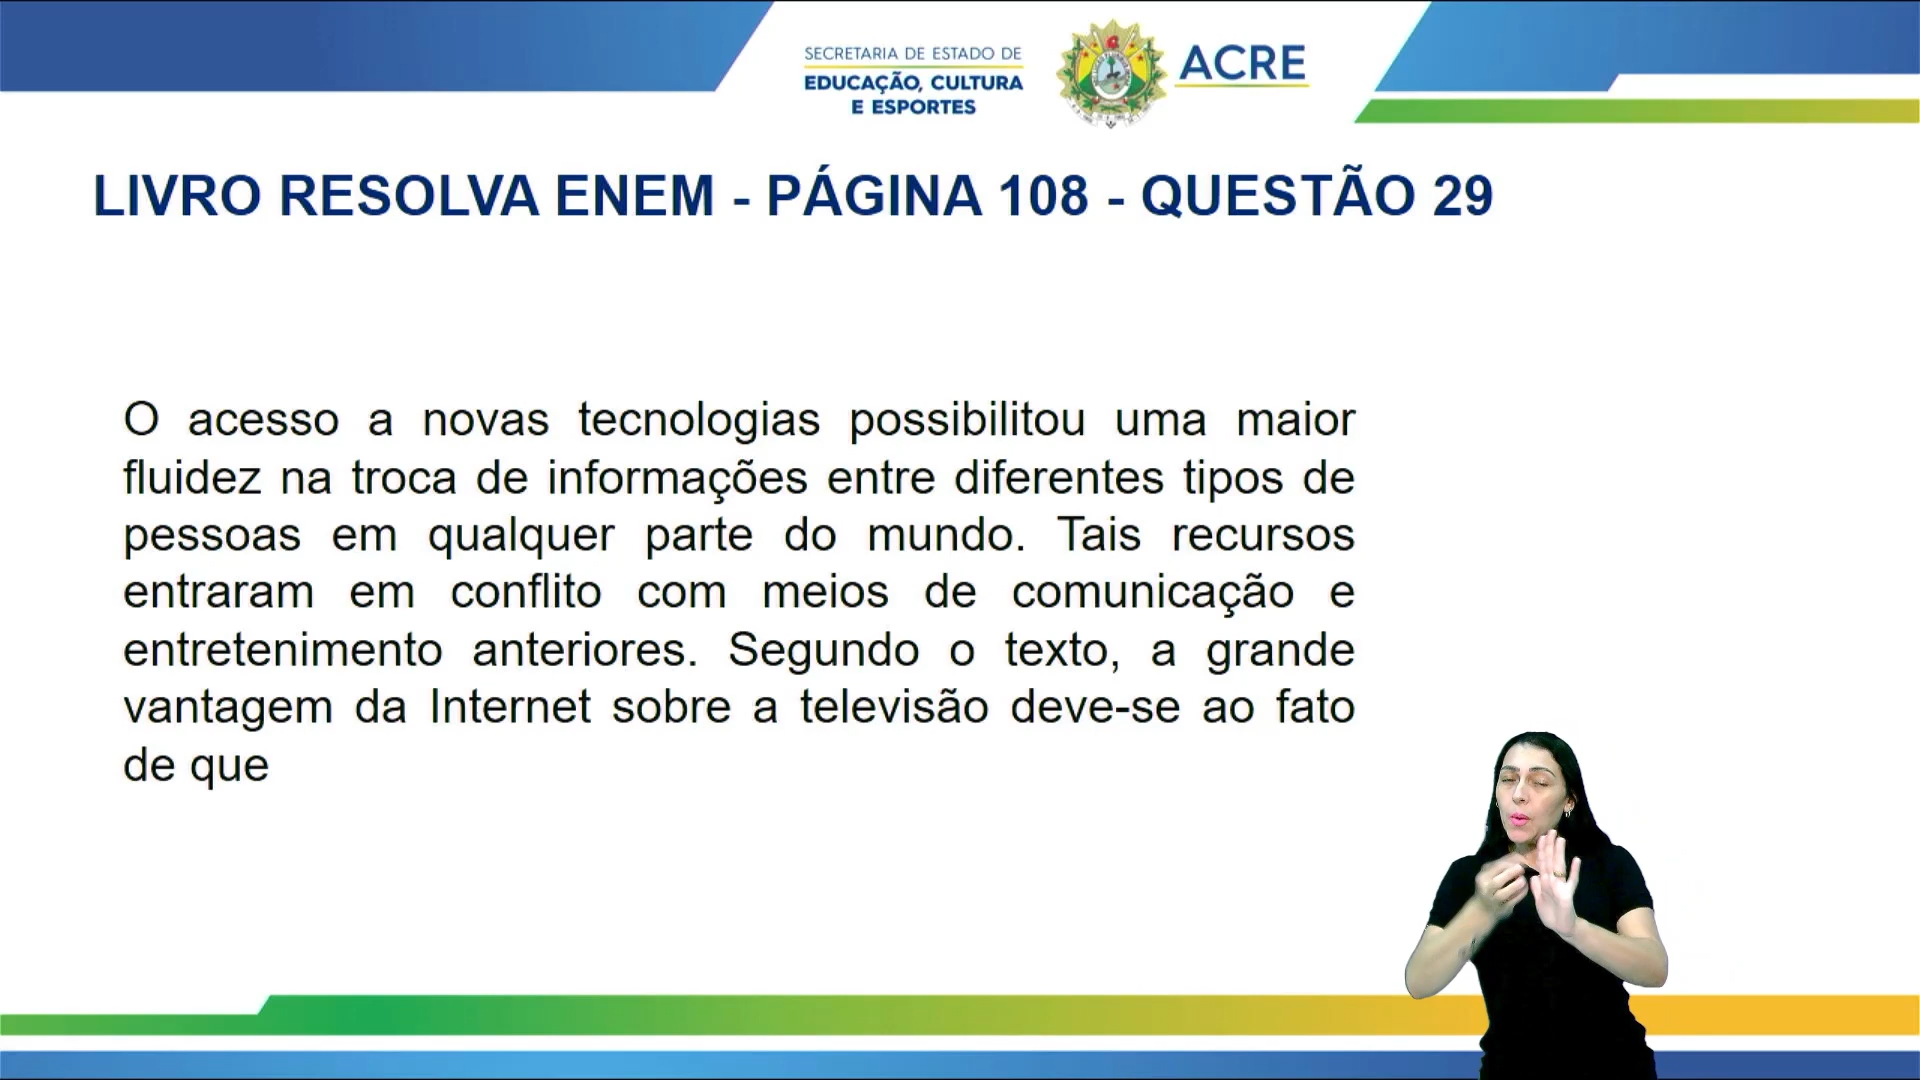 SECRETARIA DE ESTADO DE
EDUCAÇÃO, CULTURA
E ESPORTES
ACRE
LIVRO RESOLVA ENEM - PÁGINA 108 - QUESTÃO 29
O acesso a novas tecnologias possibilitou uma maior
fluidez na troca de informações entre diferentes tipos de
pessoas em qualquer parte do mundo. Tais recursos
entraram em conflito com meios de comunicação e
entretenimento anteriores. Segundo o texto, a grande
vantagem da Internet sobre a televisão deve-se ao fato
de que